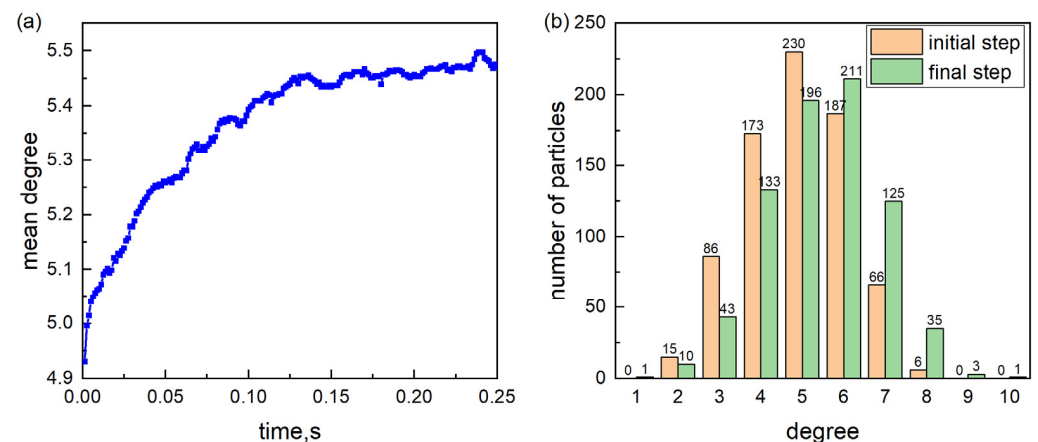 (a)
5.5
5.4
5.3
5.2
5.1
5.0
4.9
mean degree
0.00 0.05 0.10 0.15 0.20 0.25
time,s
(b)
250
200
150
100
50
0
number of particles
initial step
final step
0 1 15 10 86 43 173 133 230 196 187 211 66 125 6 35 0 3 0 1
1 2 3 4 5 6 7 8 9 10
degree